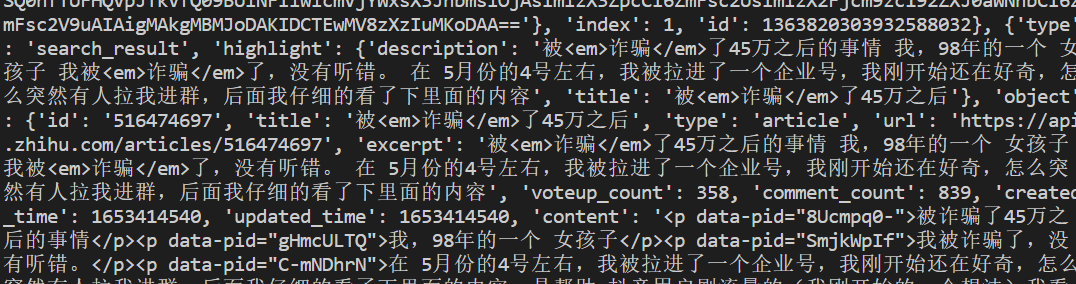 mFsc2V9uAIAigMAkgMBMJoDAKIDCTEwMV8zXzIuMKoDAA=='}, 'index': 1, 'id': 1363820303932588032}, {'type'
: 'search_result', 'highlight': {'description': '被<em>诈骗</em>了45万之后的事情 我，98年的一个 女
孩子 我被<em>诈骗</em>了，没有听错。 在 5月份的4号左右，我被拉进了一个企业号，我刚开始还在好奇，怎
么突然有人拉我进群，后面我仔细的看了下里面的内容', 'title': '被<em>诈骗</em>了45万之后'}, 'object'
: {'id': '516474697', 'title': '被<em>诈骗</em>了45万之后', 'type': 'article', 'url': 'https://api
.zhihu.com/articles/516474697', 'excerpt': '被<em>诈骗</em>了45万之后的事情 我，98年的一个 女孩子
我被<em>诈骗</em>了，没有听错。 在 5月份的4号左右，我被拉进了一个企业号，我刚开始还在好奇，怎么突
然有人拉我进群，后面我仔细的看了下里面的内容', 'voteup_count': 358, 'comment_count': 839, 'created
_time': 1653414540, 'updated_time': 1653414540, 'content': '<p data-pid="8Ucmpq0-">被诈骗了45万之
后的事情</p><p data-pid="gHmcULTQ">我，98年的一个 女孩子</p><p data-pid="SmjkWpIf">我被诈骗了，没
有听错。</p><p data-pid="C-mNDhrN">在 5月份的4号左右，我被拉进了一个企业号，我刚开始还在好奇，怎么